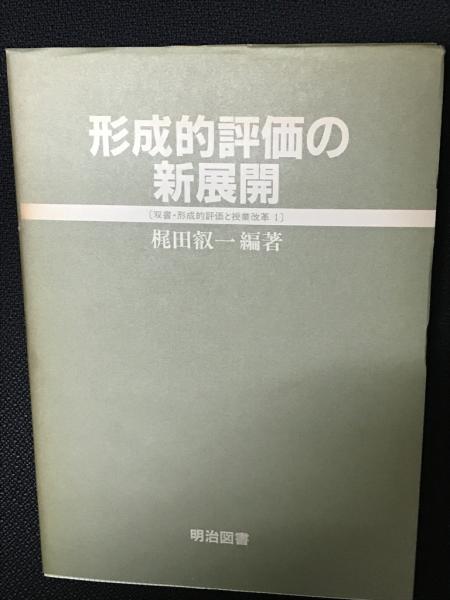 形成的評価の
新展開
〔双書・形成的評価と授業改革 1〕
梶田叡一編著
明治図書